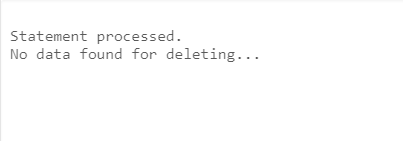 Statement processed.
No data found for deleting...